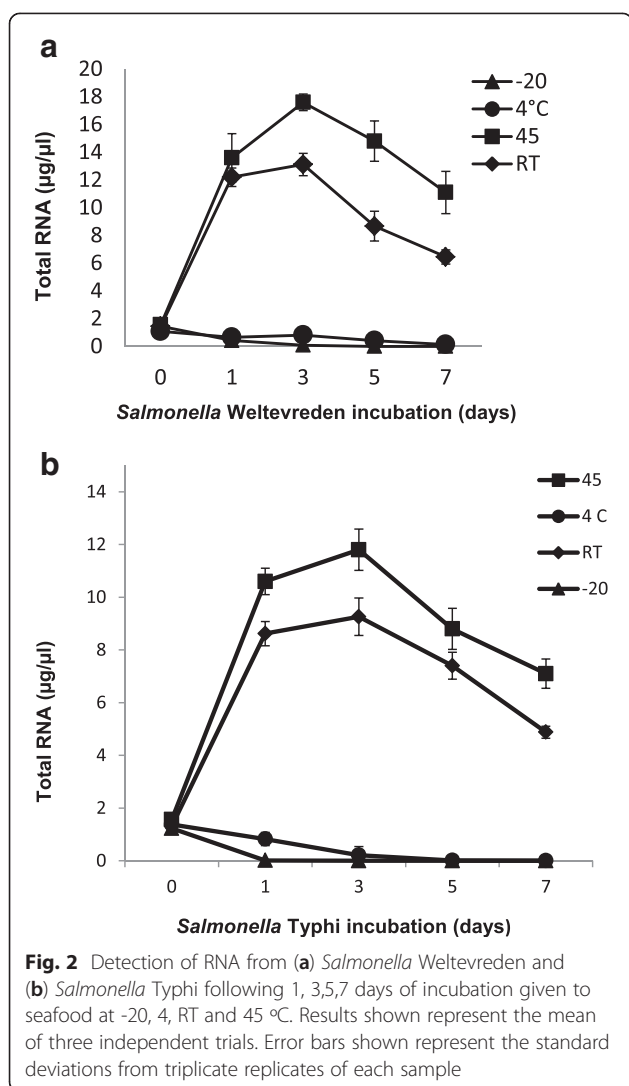 a
20
18
16
14
12
10
8
6
4
2
0
Total RNA (µg/µl)
-20
4°C
45
RT
0 1 3 5 7
Salmonella Weltevreden incubation (days)
b
14
12
10
8
6
4
2
0
Total RNA (µg/µl)
45
4 C
RT
-20
0 1 3 5 7
Salmonella Typhi incubation (days)
Fig. 2 Detection of RNA from (a) Salmonella Weltevreden and
(b) Salmonella Typhi following 1, 3,5,7 days of incubation given to
seafood at -20, 4, RT and 45 ºC. Results shown represent the mean
of three independent trials. Error bars shown represent the standard
deviations from triplicate replicates of each sample